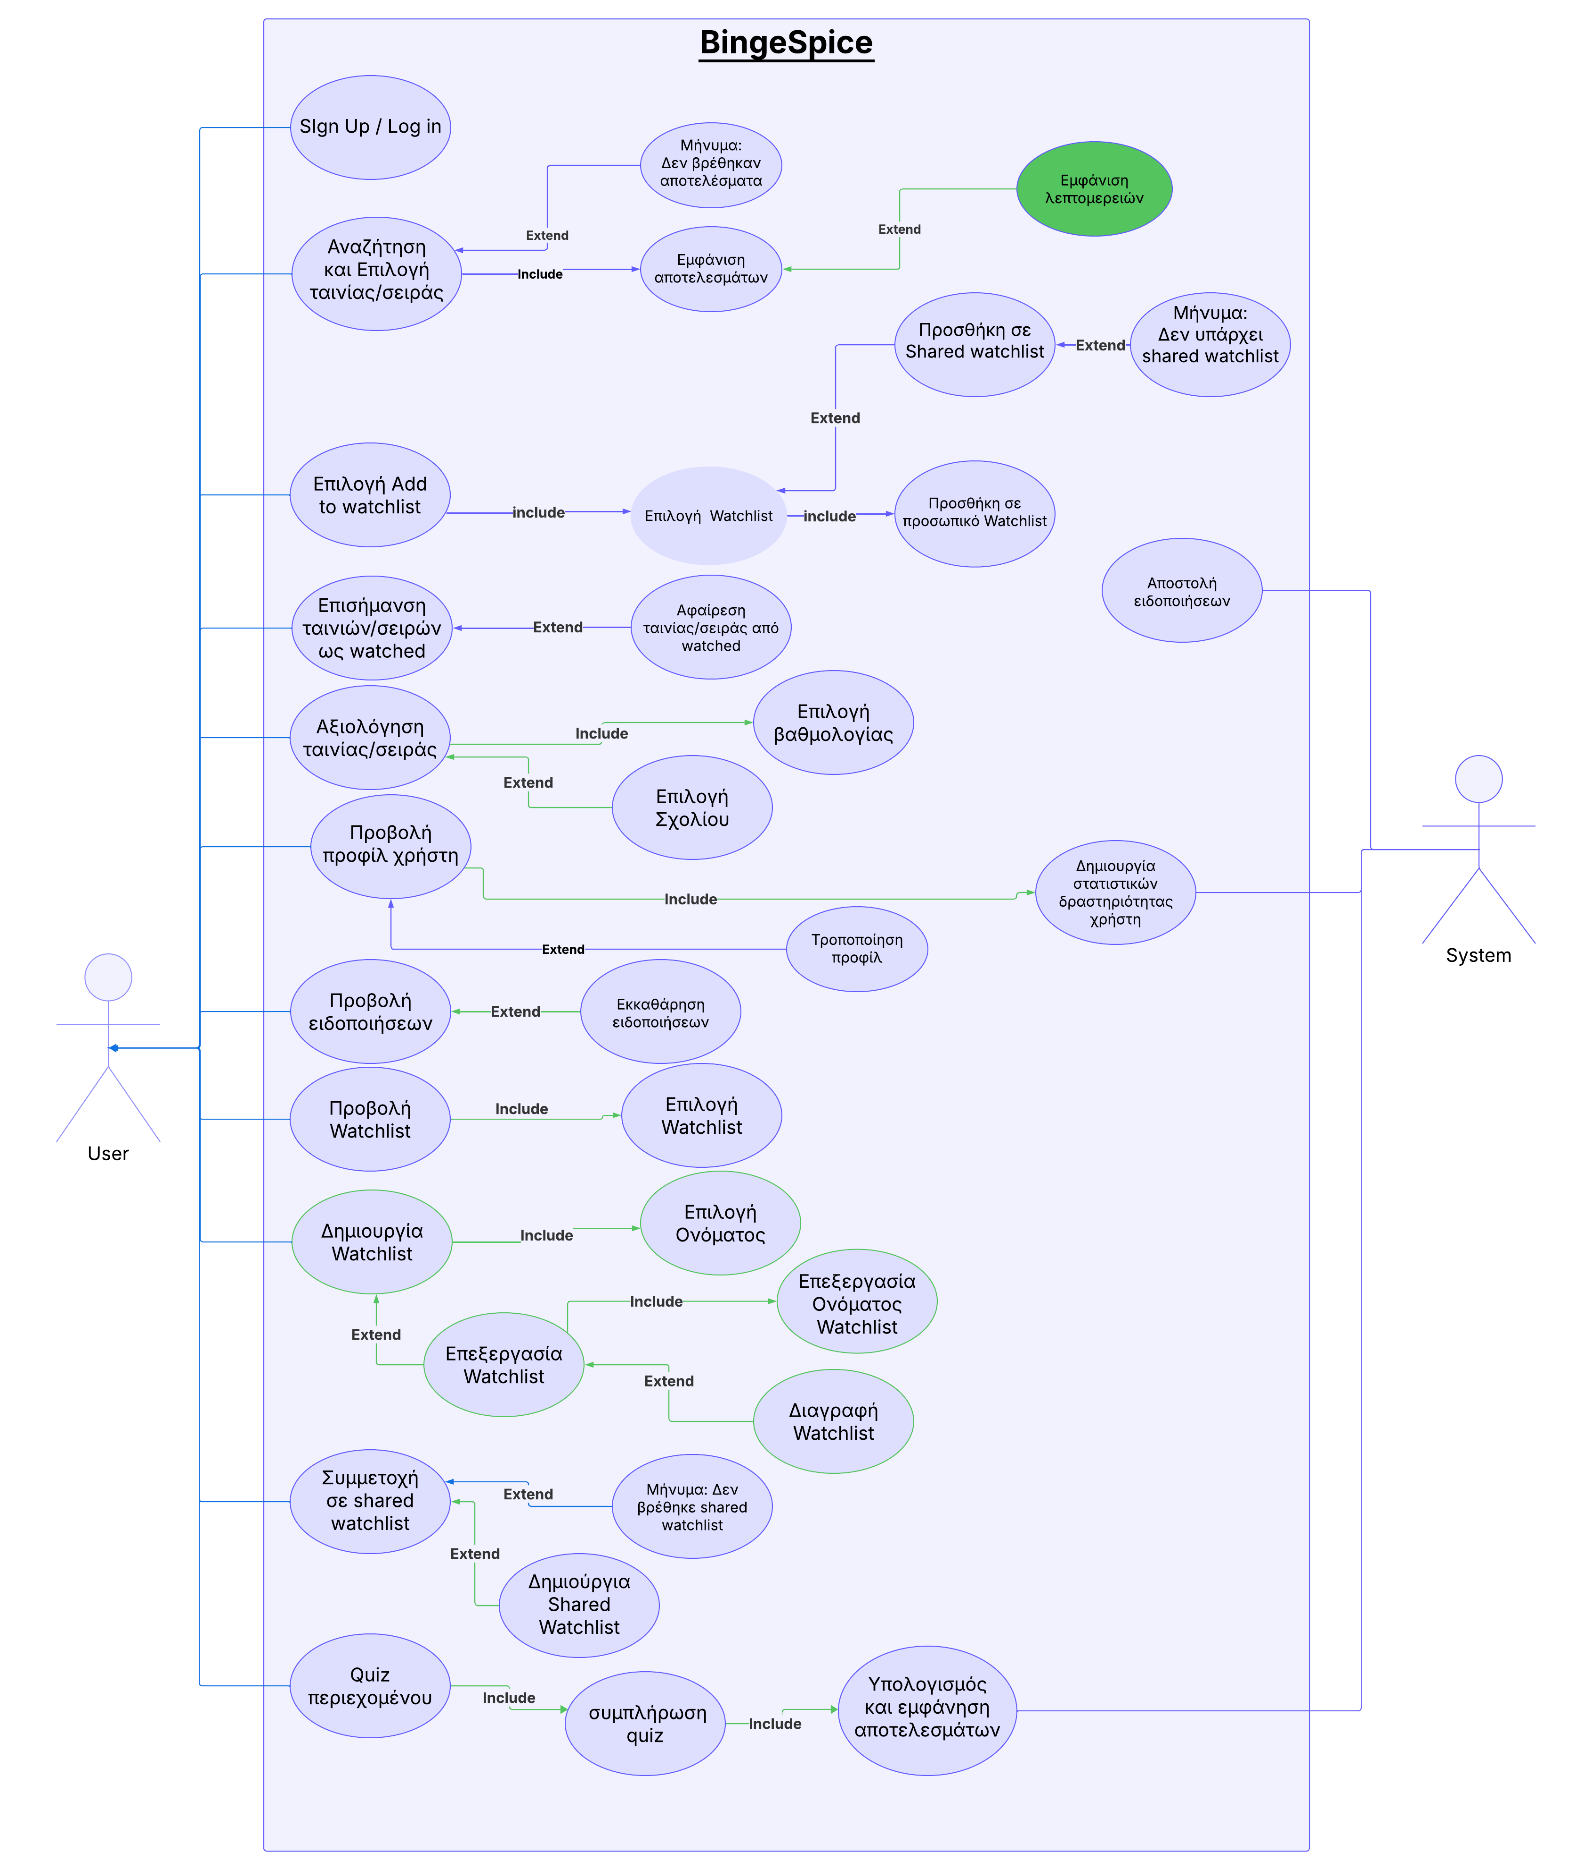 BingeSpice
SIgn Up / Log in
Μήνυμα:
Δεν βρέθηκαν
αποτελέσματα
Εμφάνιση
λεπτομερειών
Extend
Extend
Αναζήτηση
και Επιλογή
ταινίας/σειράς
Include
Εμφάνιση
αποτελεσμάτων
Προσθήκη σε
Shared watchlist
Extend
Μήνυμα:
Δεν υπάρχει
shared watchlist
Extend
Επιλογή Add
to watchlist
include
Επιλογή Watchlist
include
Προσθήκη σε
προσωπικό Watchlist
Αποστολή
ειδοποιήσεων
Επισήμανση
ταινιών/σειρών
ως watched
Extend
Αφαίρεση
ταινίας/σειράς από
watched
Αξιολόγηση
ταινίας/σειράς
Include
Επιλογή
βαθμολογίας
Extend
Επιλογή
Σχολίου
Προβολή
προφίλ χρήστη
Include
Δημιουργία
στατιστικών
δραστηριότητας
χρήστη
Extend
Τροποποίηση
προφίλ
System
Προβολή
ειδοποιήσεων
Extend
Εκκαθάρηση
ειδοποιήσεων
User
Προβολή
Watchlist
Include
Επιλογή
Watchlist
Δημιουργία
Watchlist
Include
Επιλογή
Ονόματος
Extend
Επεξεργασία
Watchlist
Include
Επεξεργασία
Ονόματος
Watchlist
Extend
Διαγραφή
Watchlist
Συμμετοχή
σε shared
watchlist
Extend
Μήνυμα: Δεν
βρέθηκε shared
watchlist
Extend
Δημιούργια
Shared
Watchlist
Quiz
περιεχομένου
Include
συμπλήρωση
quiz
Include
Υπολογισμός
και εμφάνηση
αποτελεσμάτων